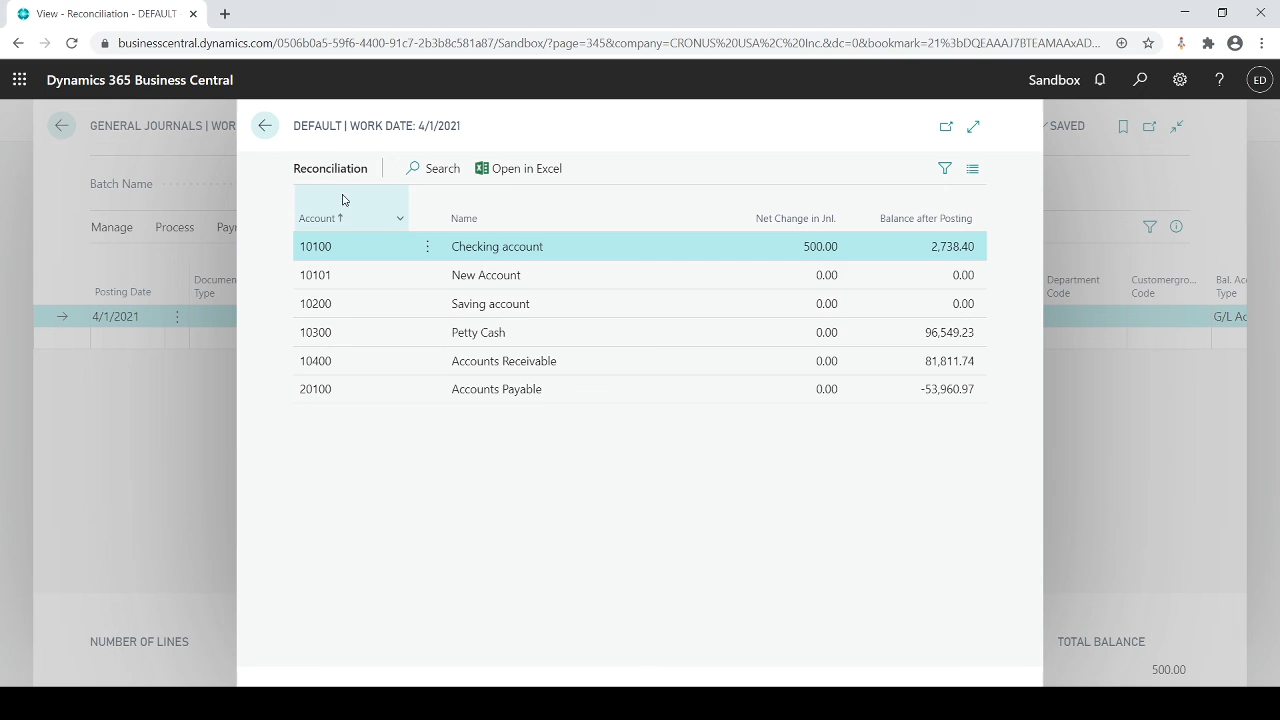 View - Reconciliation - DEFAULT
businesscentral.dynamics.com/0506b0a5-59f6-4400-91c7-2b3b8c581a87/Sandbox/?page=345&company=CRONUS%20USA%2C%20Inc.&dc=0&bookmark=21%3bDQEAAAJ7BTEAMAAxAD...
Dynamics 365 Business Central
Sandbox
ED
GENERAL JOURNALS | WOR
DEFAULT | WORK DATE: 4/1/2021
SAVED
Batch Name
Reconciliation
Search
Open in Excel
Manage Process Payr
Account
Name
Net Change in Jnl.
Balance after Posting
Posting Date
Documen
Type
Department
Code
Customergro...
Code
Bal. Acc
Type
10100 Checking account 500.00 2,738.40
10101 New Account 0.00 0.00
10200 Saving account 0.00 0.00
4/1/2021
G/L Ac
10300 Petty Cash 0.00 96,549.23
10400 Accounts Receivable 0.00 81,811.74
20100 Accounts Payable 0.00 -53,960.97
NUMBER OF LINES
TOTAL BALANCE
500.00